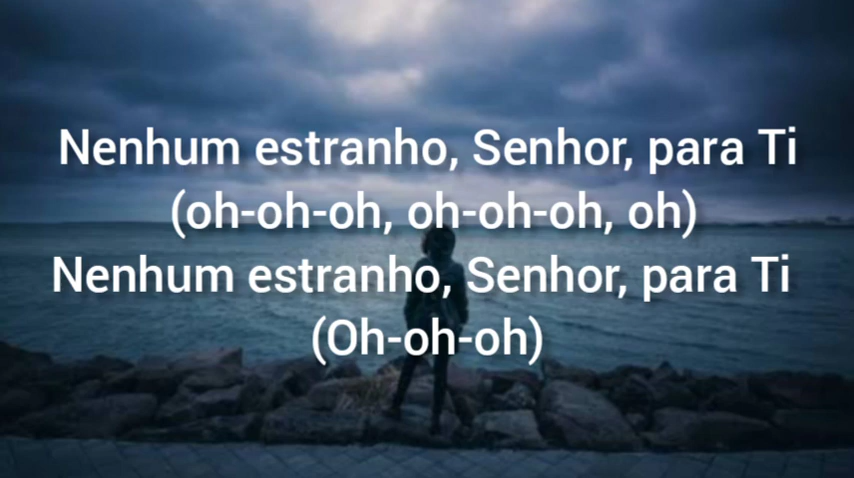 Nenhum estranho, Senhor, para Ti
(oh-oh-oh, oh-oh-oh, oh)
Nenhum estranho, Senhor, para Ti
(Oh-oh-oh)